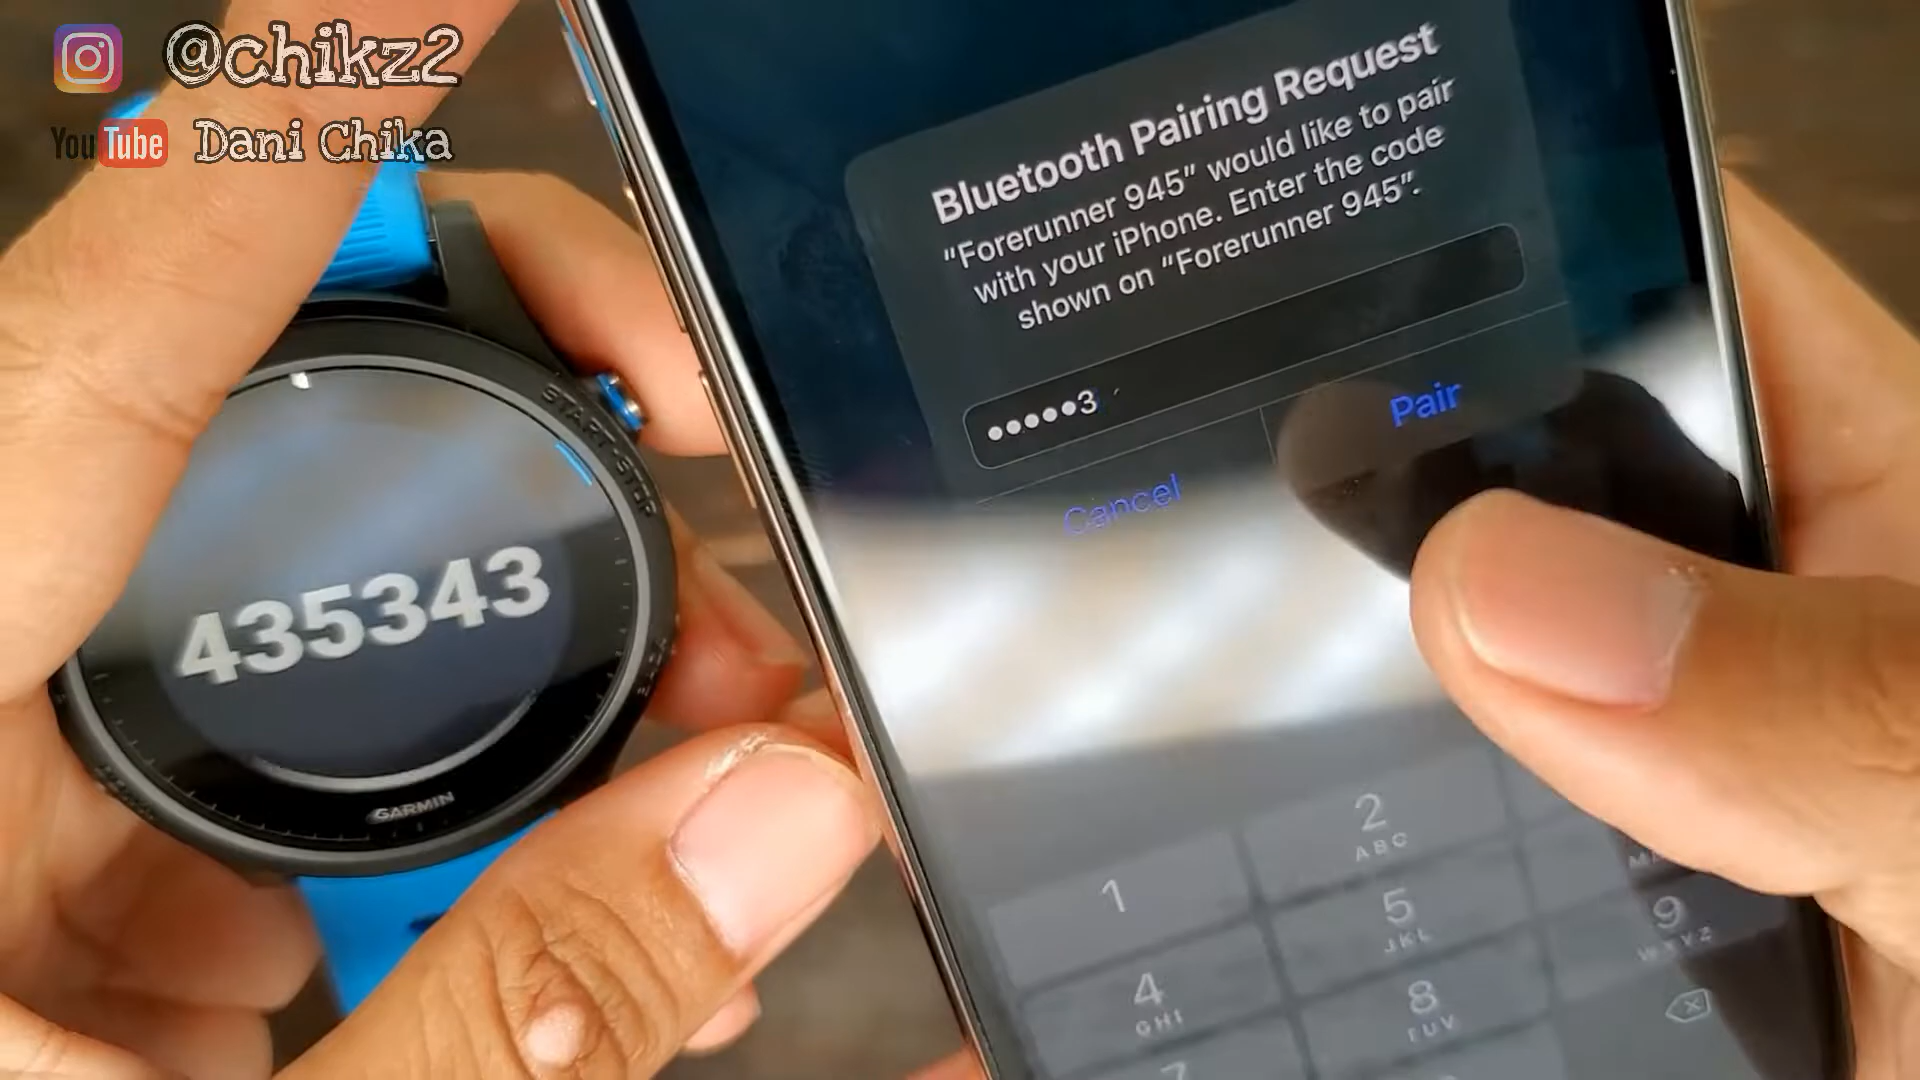 @chikz2
YouTube Dani Chika
Bluetooth Pairing Request
"Forerunner 945" would like to pair
with your iPhone. Enter the code
shown on "Forerunner 945".
•••••3
Cancel
Pair
START·STOP
435343
GARMIN
1
2
ABC
4
GHI
5
JKL
7
8
TUV
9
WXYZ